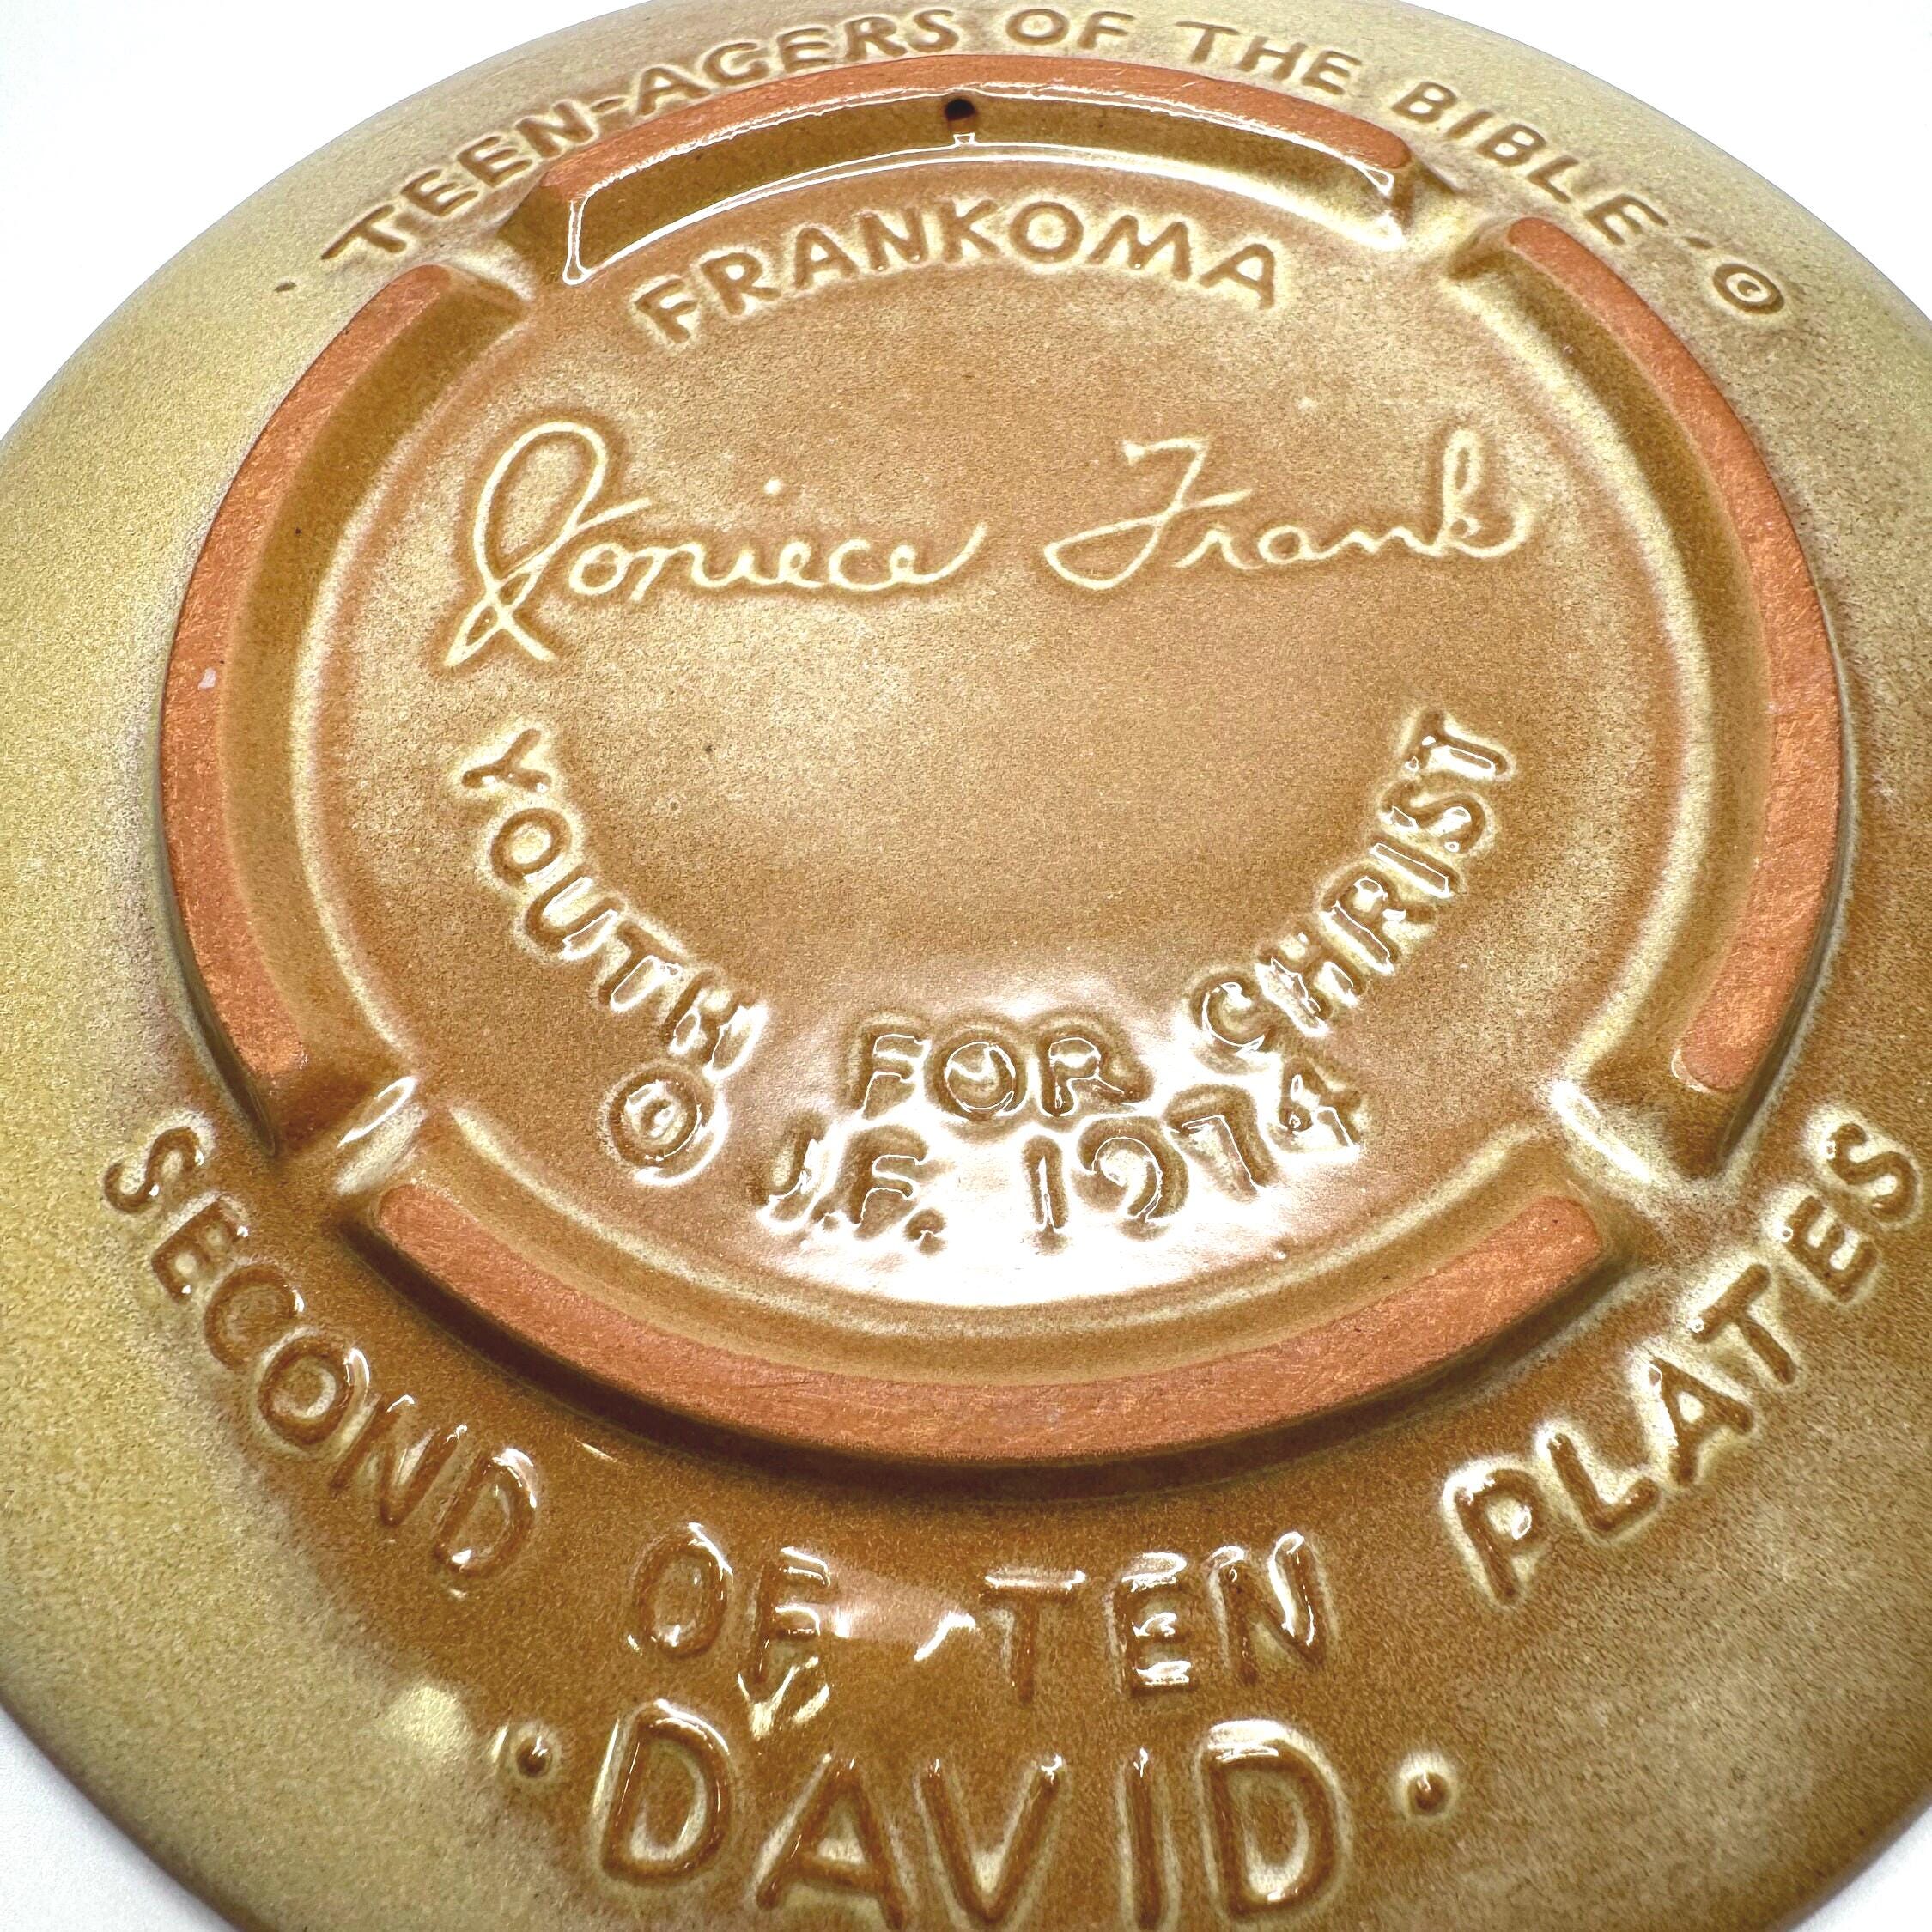 "TEEN-AGERS OF THE BIBLE" ©
FRANKOMA
Joniece Frank
YOUTH FOR CHRIST
© J.F. 1974
SECOND OF TEN PLATES
· DAVID ·